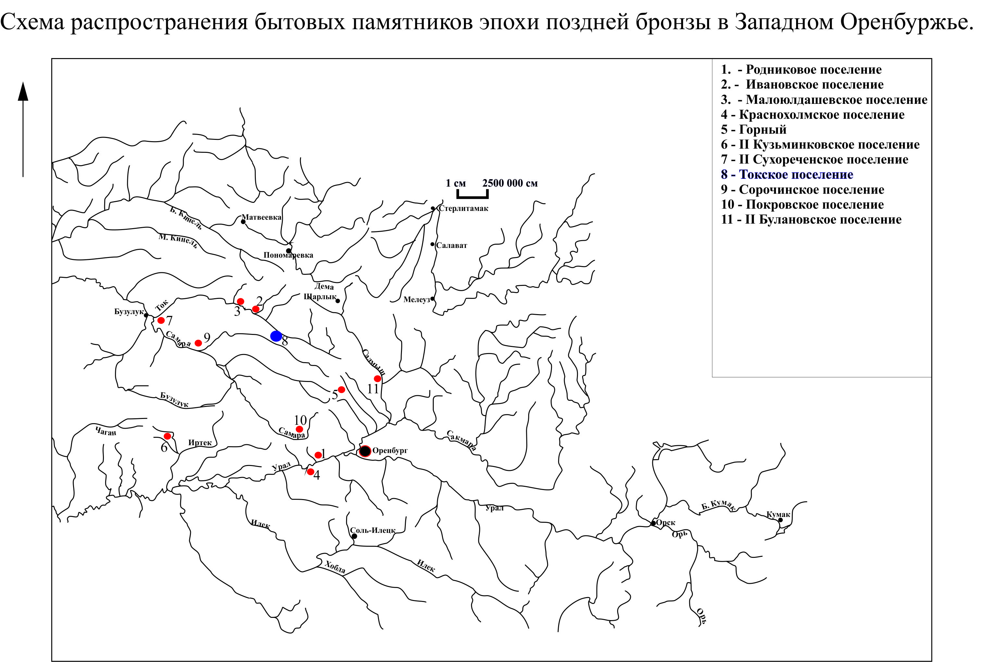 Схема распространения бытовых памятников эпохи поздней бронзы в Западном Оренбуржье.
1. - Родниковое поселение
2. - Ивановское поселение
3. - Малоюлдашевское поселение
4 - Краснохолмское поселение
5 - Горный
6 - II Кузьминковское поселение
7 - II Сухореченское поселение
8 - Токское поселение
9 - Сорочинское поселение
10 - Покровское поселение
11 - II Булановское поселение
1 см 2500 000 см
Стерлитамак
Б. Кинель
Матвеевка
М. Кинель
Салават
Пономаревка
Дема
Шарлык
Мелеуз
2
3
Ток
Бузулук
7
Самара
9
8
Салмыш
11
5
Бузулук
10
Самара
Чаган
6
Иртек
Сакмара
Оренбург
1
Урал
4
Урал
Б. Кумак
Кумак
Орск
Орь
Илек
Соль-Илецк
Хобда
Илек
Орь